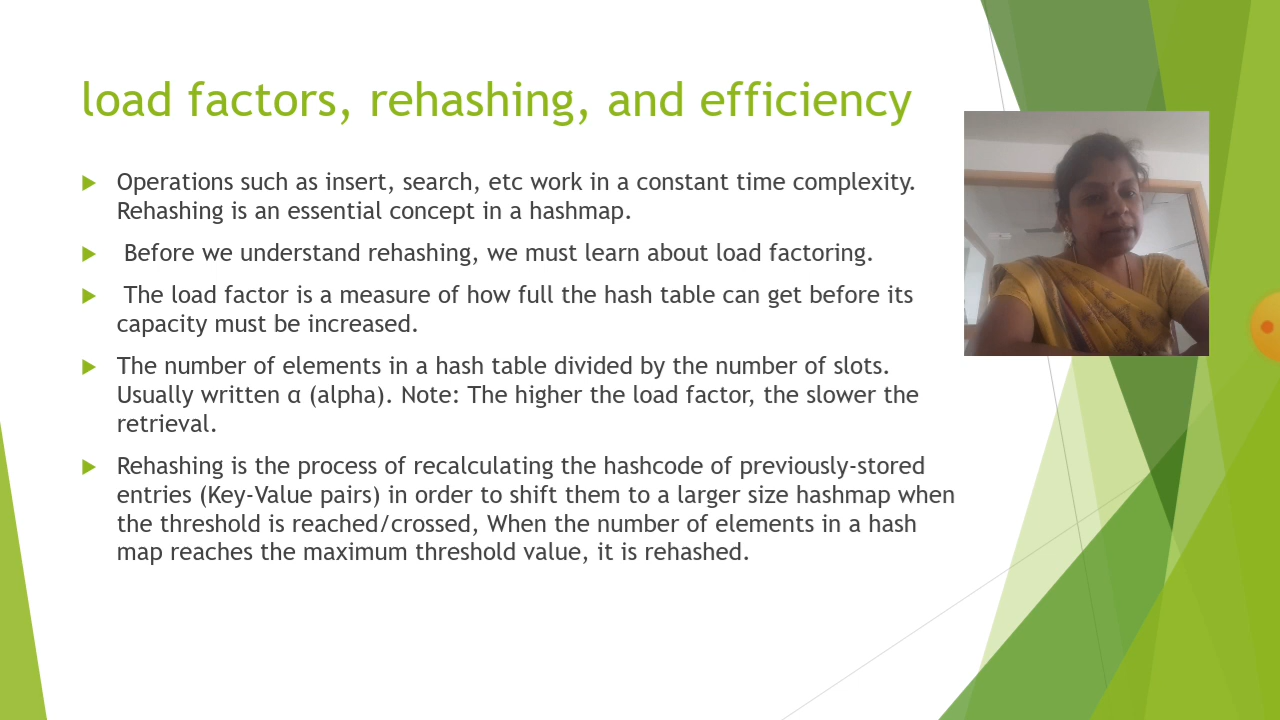 load factors, rehashing, and efficiency
Operations such as insert, search, etc work in a constant time complexity.
Rehashing is an essential concept in a hashmap.
Before we understand rehashing, we must learn about load factoring.
The load factor is a measure of how full the hash table can get before its
capacity must be increased.
The number of elements in a hash table divided by the number of slots.
Usually written α (alpha). Note: The higher the load factor, the slower the
retrieval.
Rehashing is the process of recalculating the hashcode of previously-stored
entries (Key-Value pairs) in order to shift them to a larger size hashmap when
the threshold is reached/crossed, When the number of elements in a hash
map reaches the maximum threshold value, it is rehashed.